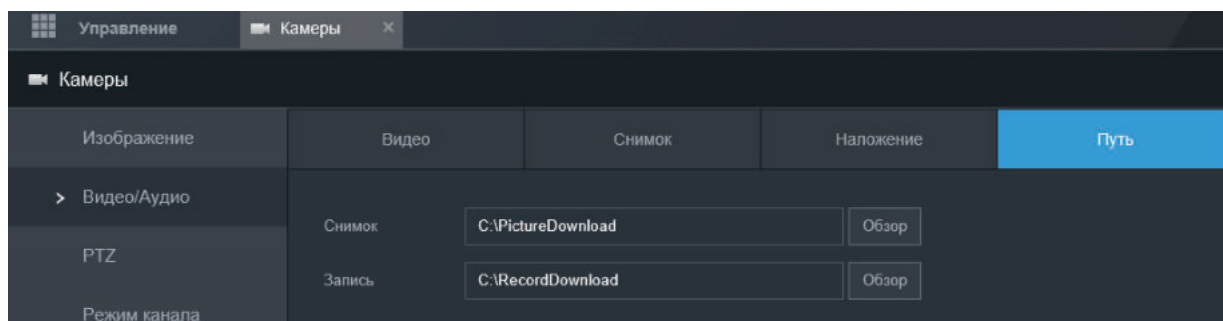 Управление
Камеры ×
Камеры
Изображение
Видео
Снимок
Наложение
Путь
> Видео/Аудио
Снимок
C:\PictureDownload
Обзор
PTZ
Запись
C:\RecordDownload
Обзор
Режим канала